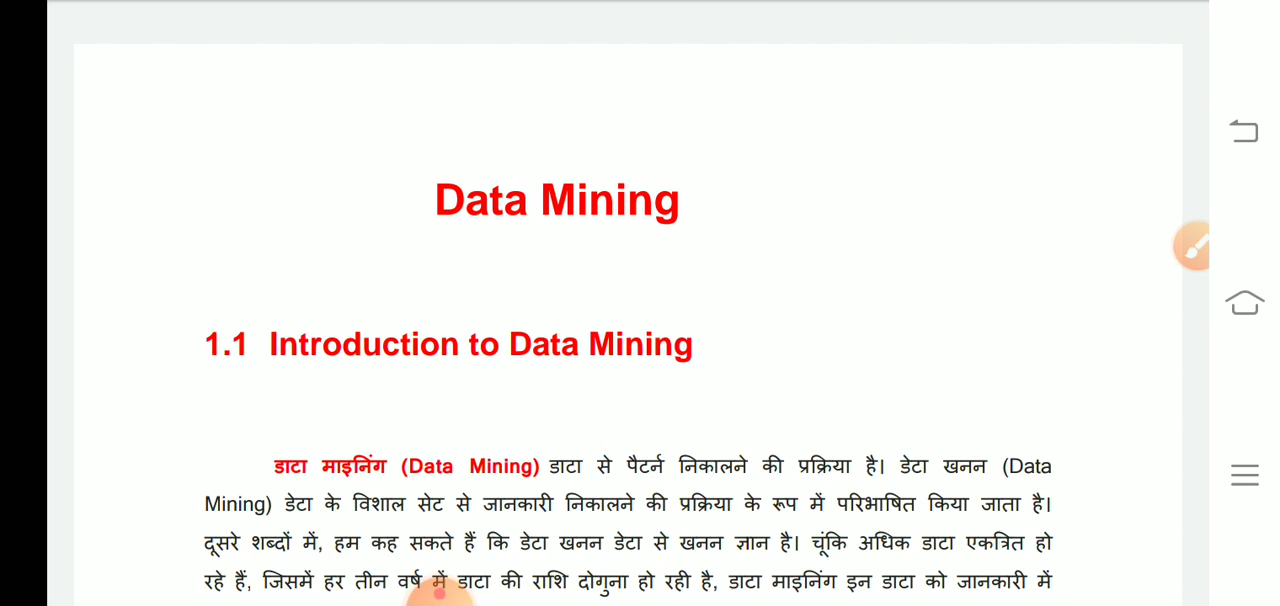 Data Mining
1.1 Introduction to Data Mining
डाटा माइनिंग (Data Mining) डाटा से पैटर्न निकालने की प्रक्रिया है। डेटा खनन (Data
Mining) डेटा के विशाल सेट से जानकारी निकालने की प्रक्रिया के रूप में परिभाषित किया जाता है।
दूसरे शब्दों में, हम कह सकते हैं कि डेटा खनन डेटा से खनन ज्ञान है। चूंकि अधिक डाटा एकत्रित हो
रहे हैं, जिसमें हर तीन वर्ष में डाटा की राशि दोगुना हो रही है, डाटा माइनिंग इन डाटा को जानकारी में